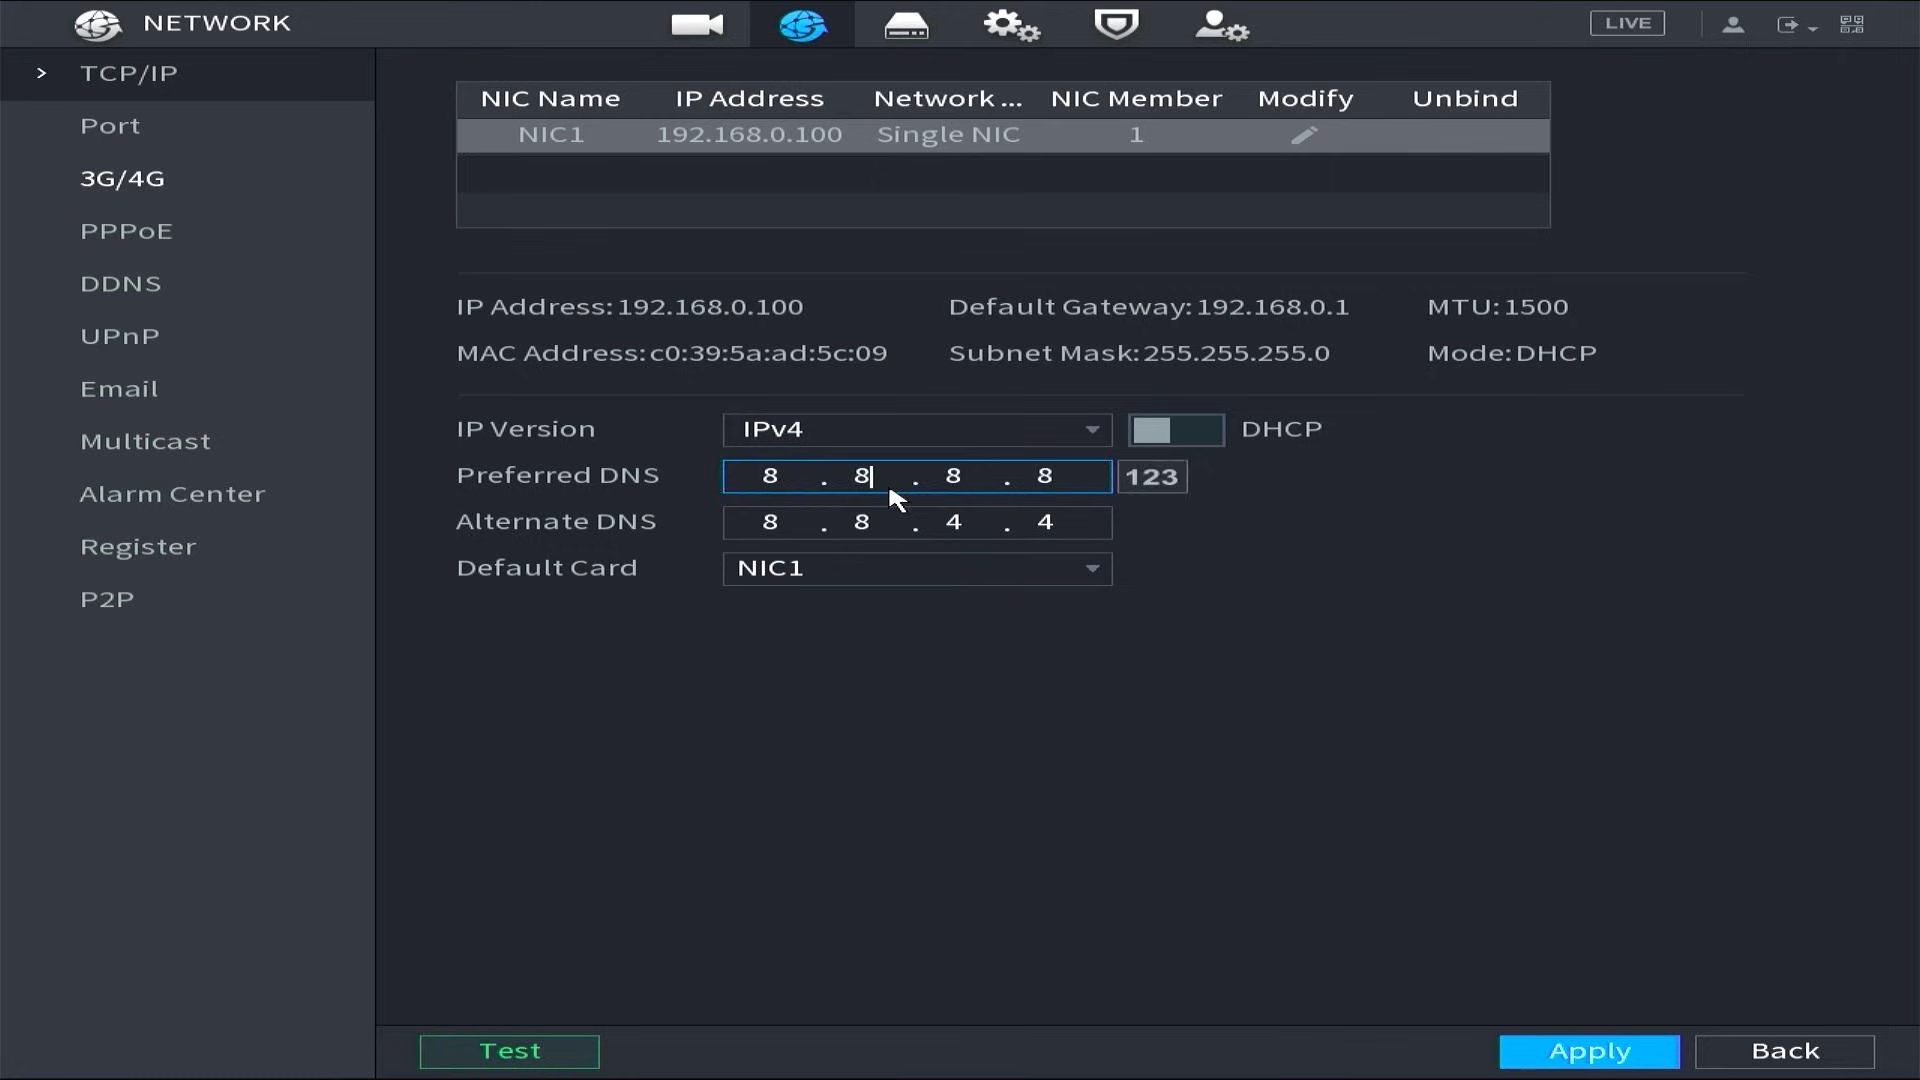 NETWORK
LIVE
TCP/IP
Port
3G/4G
PPPoE
DDNS
UPnP
Email
Multicast
Alarm Center
Register
P2P
NIC Name IP Address Network ... NIC Member Modify Unbind
NIC1 192.168.0.100 Single NIC 1
IP Address:192.168.0.100 Default Gateway:192.168.0.1 MTU:1500
MAC Address:c0:39:5a:ad:5c:09 Subnet Mask:255.255.255.0 Mode:DHCP
IP Version IPv4 DHCP
Preferred DNS 8 . 8 . 8 . 8 123
Alternate DNS 8 . 8 . 4 . 4
Default Card NIC1
Test Apply Back